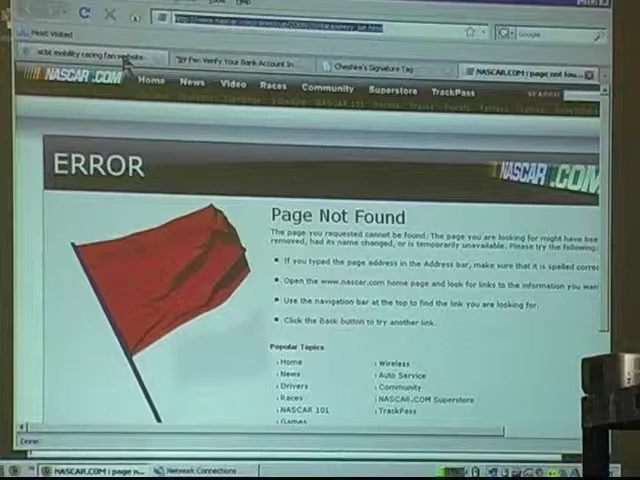 Most Visited
Google
at&t mobility racing fan website
Fw: Verify Your Bank Account In
Cheshire's Signature Tag
NASCAR.COM : page not fou...
NASCAR.COM
Home News Video Races Community Superstore TrackPass
SEARCH
ERROR
NASCAR.COM
Page Not Found
The page you requested cannot be found. The page you are looking for might have bee
removed, had its name changed, or is temporarily unavailable. Please try the following:
If you typed the page address in the Address bar, make sure that it is spelled correc
Open the www.nascar.com home page and look for links to the information you wan
Use the navigation bar at the top to find the link you are looking for.
Click the Back button to try another link.
Popular Topics
Home
News
Drivers
Races
NASCAR 101
Games
Wireless
Auto Service
Community
NASCAR.COM Superstore
TrackPass
Done
NASCAR.COM : page n...
Network Connections